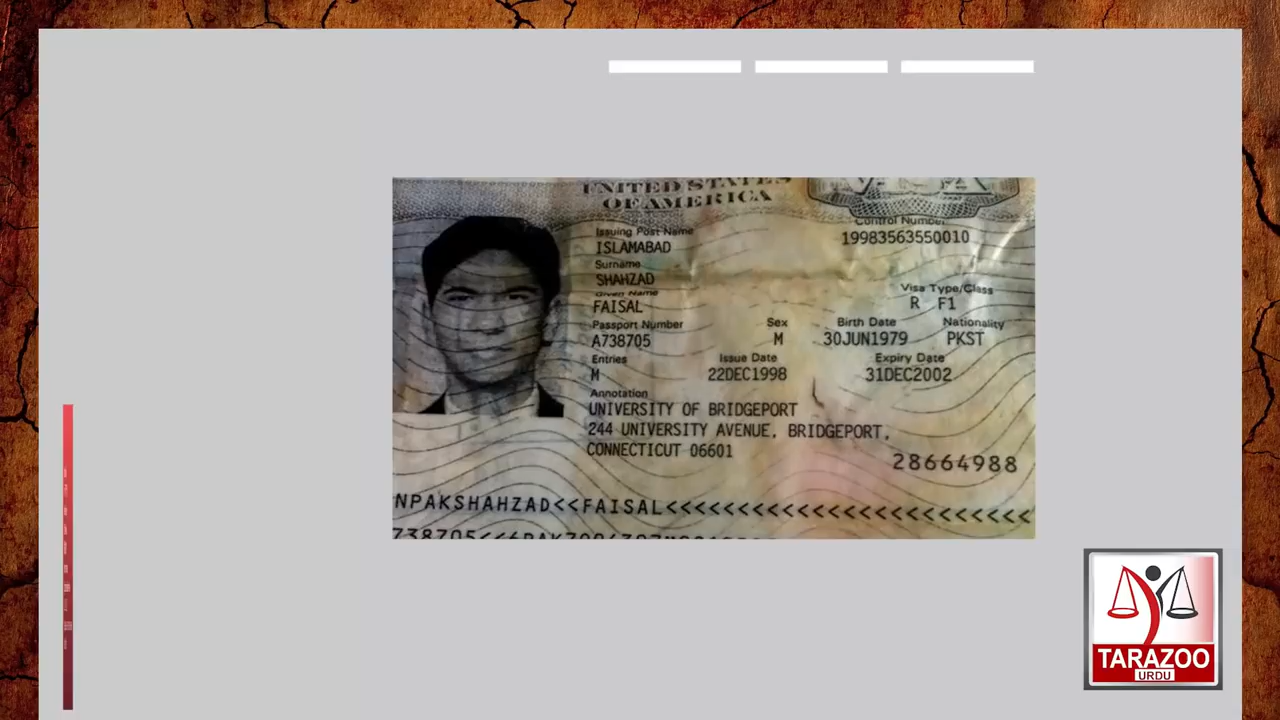 UNITED STATES
OF AMERICA
VISA
Issuing Post Name
ISLAMABAD
Control Number
19983563550010
Surname
SHAHZAD
Visa Type/Class
R F1
Given Name
FAISAL
Passport Number
A738705
Sex
M
Birth Date
30JUN1979
Nationality
PKST
Entries
M
Issue Date
22DEC1998
Expiry Date
31DEC2002
Annotation
UNIVERSITY OF BRIDGEPORT
244 UNIVERSITY AVENUE, BRIDGEPORT,
CONNECTICUT 06601
28664988
NPAKSHAHZAD<<FAISAL<<<<<<<<<<<<<<<<<<<<<<<<
TARAZOO
URDU